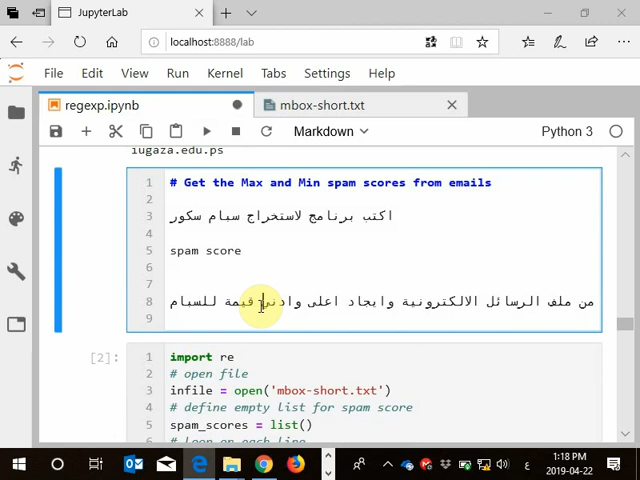 JupyterLab
localhost:8888/lab
File Edit View Run Kernel Tabs Settings Help
regexp.ipynb
mbox-short.txt
Markdown
Python 3
iugaza.edu.ps
1 # Get the Max and Min spam scores from emails
2
3 اكتب برنامج لاستخراج سبام سكور
4
5 spam score
6
7
8 من ملف الرسائل الالكترونية وايجاد اعلى وادنى قيمة للسبام
9
[2]:
1 import re
2 # open file
3 infile = open('mbox-short.txt')
4 # define empty list for spam score
5 spam_scores = list()
6 # loop on each line
1:18 PM
ع
2019-04-22